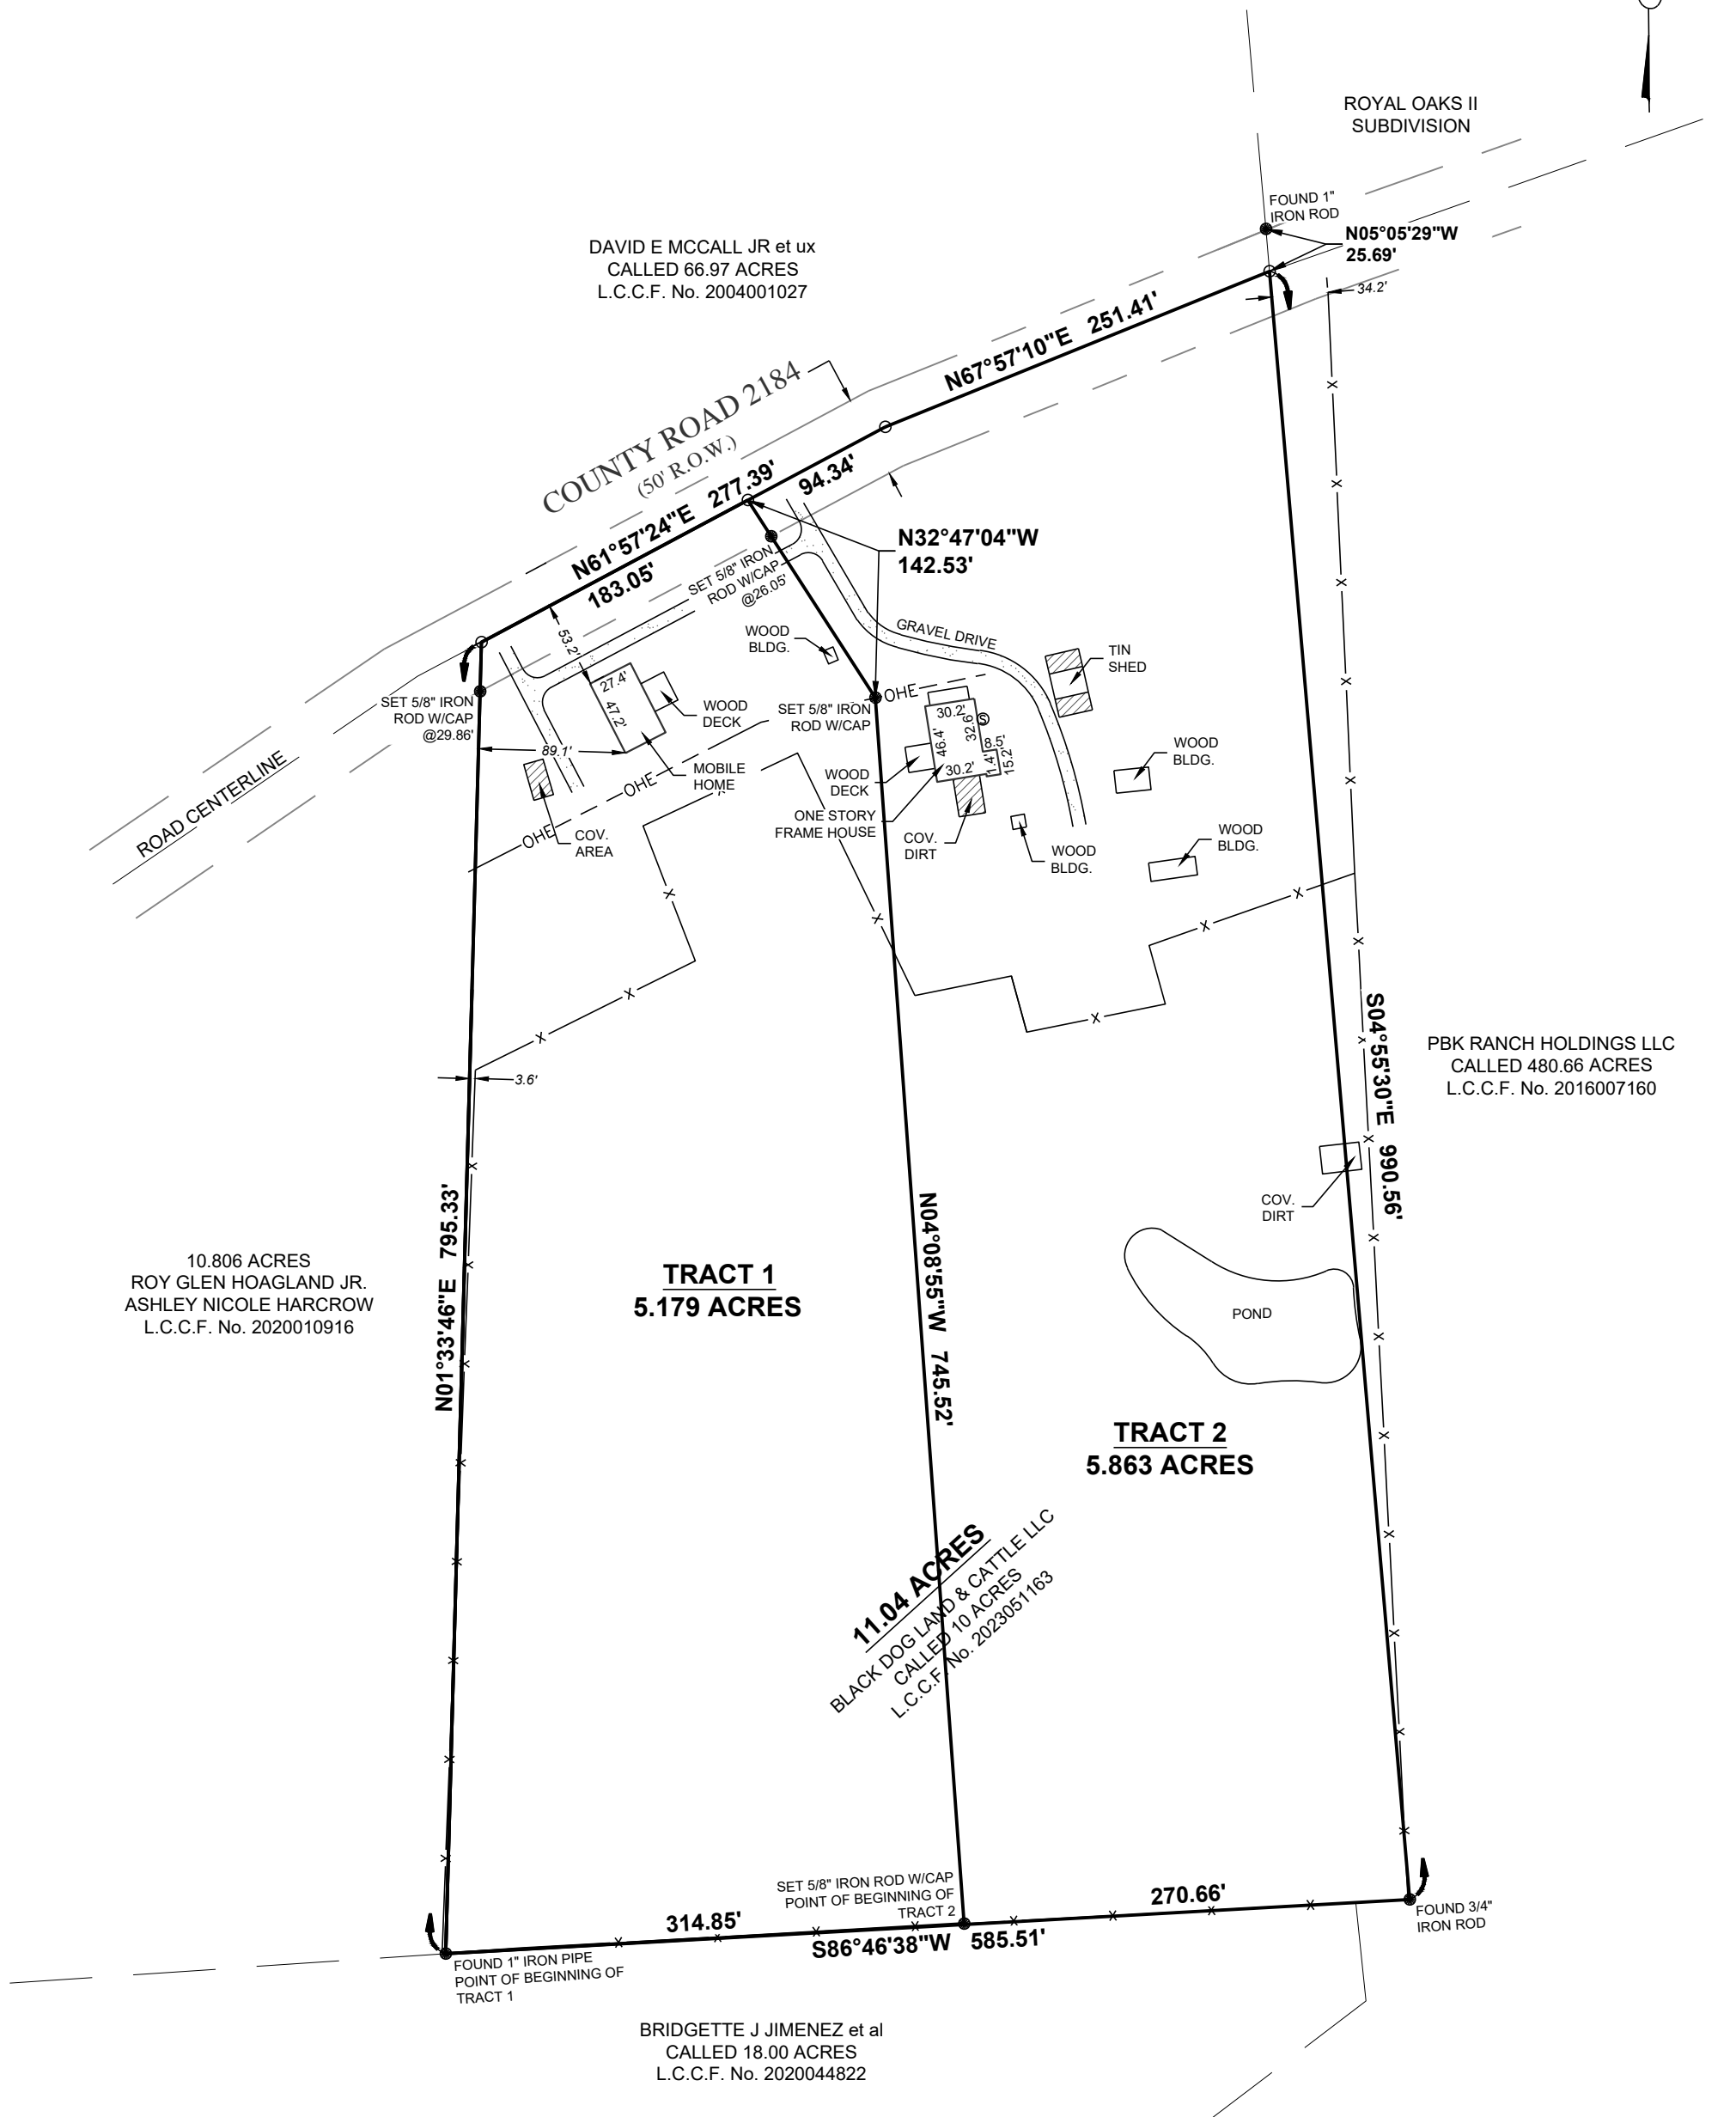 ROYAL OAKS II
SUBDIVISION
FOUND 1"
IRON ROD
N05°05'29"W
25.69'
34.2'
DAVID E MCCALL JR et ux
CALLED 66.97 ACRES
L.C.C.F. No. 2004001027
N67°57'10"E 251.41'
COUNTY ROAD 2184
(50' R.O.W.)
N61°57'24"E 277.39'
94.34'
183.05'
N32°47'04"W
142.53'
SET 5/8" IRON
ROD W/CAP
@26.05'
53.2'
WOOD
BLDG.
GRAVEL DRIVE
TIN
SHED
27.4'
47.2'
WOOD
DECK
SET 5/8" IRON
ROD W/CAP
@29.86'
SET 5/8" IRON
ROD W/CAP
OHE
30.2'
32.6'
S
46.4'
8.5'
1.4'
15.2'
30.2'
89.1'
MOBILE
HOME
OHE
OHE
WOOD
DECK
WOOD
BLDG.
ROAD CENTERLINE
ONE STORY
FRAME HOUSE
COV.
AREA
COV.
DIRT
WOOD
BLDG.
WOOD
BLDG.
3.6'
S04°55'30"E 990.56'
PBK RANCH HOLDINGS LLC
CALLED 480.66 ACRES
L.C.C.F. No. 2016007160
COV.
DIRT
N01°33'46"E 795.33'
N04°08'55"W 745.52'
10.806 ACRES
ROY GLEN HOAGLAND JR.
ASHLEY NICOLE HARCROW
L.C.C.F. No. 2020010916
TRACT 1
5.179 ACRES
POND
TRACT 2
5.863 ACRES
11.04 ACRES
BLACK DOG LAND & CATTLE LLC
CALLED 10 ACRES
L.C.C.F. No. 2023051163
SET 5/8" IRON ROD W/CAP
POINT OF BEGINNING OF
TRACT 2
270.66'
314.85'
S86°46'38"W 585.51'
FOUND 3/4"
IRON ROD
FOUND 1" IRON PIPE
POINT OF BEGINNING OF
TRACT 1
BRIDGETTE J JIMENEZ et al
CALLED 18.00 ACRES
L.C.C.F. No. 2020044822